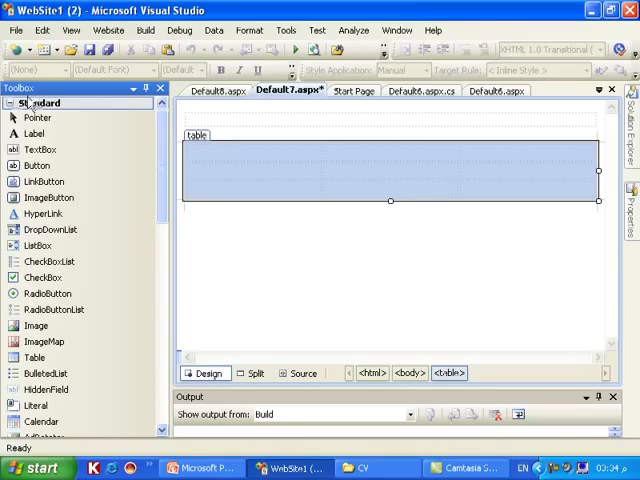 WebSite1 (2) - Microsoft Visual Studio
File Edit View Website Build Debug Data Format Tools Test Analyze Window Help
XHTML 1.0 Transitional (
(None) (Default Font) (Default Style Application: Manual Target Rule: < Inline Style >
Toolbox
Default8.aspx Default7.aspx* Start Page Default6.aspx.cs Default6.aspx
Standard
Pointer
Label
TextBox
Button
LinkButton
ImageButton
HyperLink
DropDownList
ListBox
CheckBoxList
CheckBox
RadioButton
RadioButtonList
Image
ImageMap
Table
BulletedList
HiddenField
Literal
Calendar
AdRotator
table
Solution Explorer
Properties
Design Split Source <html> <body> <table>
Output
Show output from: Build
Ready
start Microsoft P... WebSite1 (... CV Camtasia S... EN